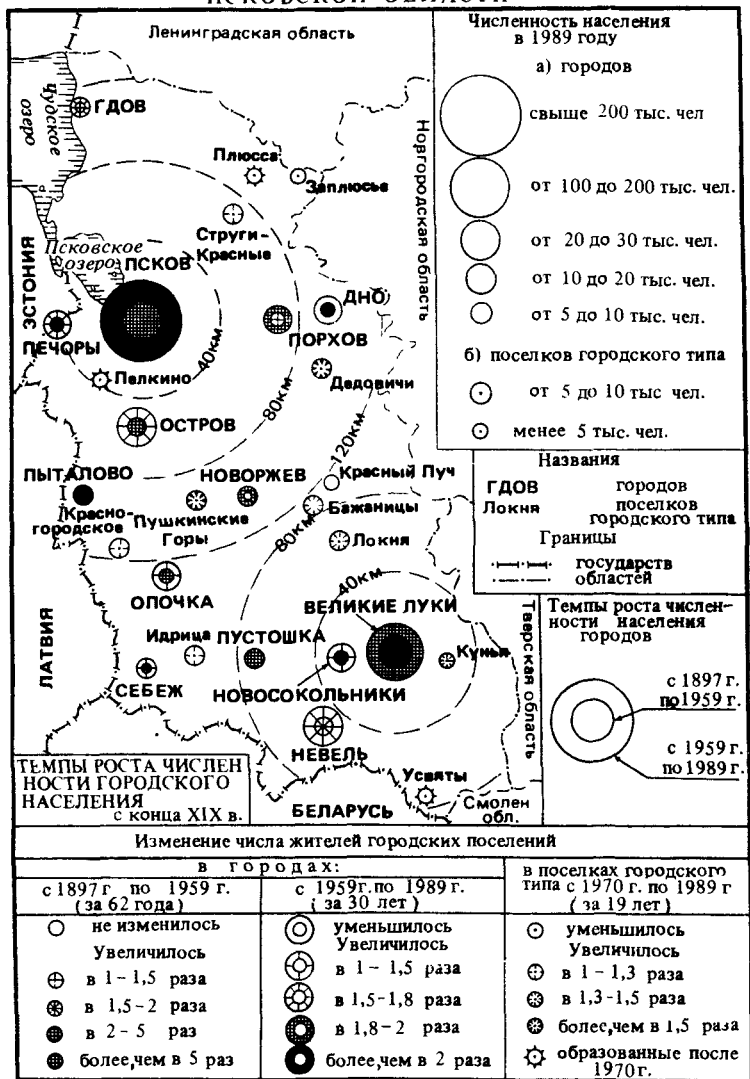 ПСКОВСКОЙ ОБЛАСТИ
Ленинградская область
Чудское
озеро
ГДОВ
Плюсса
Заплюсье
Новгородская область
Струги-
Красные
Псковское
озеро
ПСКОВ
ЭСТОНИЯ
ДНО
ПЕЧОРЫ
ПОРХОВ
40км
Палкино
Дедовичи
80км
ОСТРОВ
120км
ПЫТАЛОВО
НОВОРЖЕВ
Красный Луч
Красно-
городское
Пушкинские
Горы
Бажаницы
80км
Локня
ОПОЧКА
40км
ВЕЛИКИЕ ЛУКИ
ЛАТВИЯ
Идрица
ПУСТОШКА
Кунья
Тверская область
СЕБЕЖ
НОВОСОКОЛЬНИКИ
НЕВЕЛЬ
Усвяты
БЕЛАРУСЬ
Смолен
обл.
ТЕМПЫ РОСТА ЧИСЛЕН
НОСТИ ГОРОДСКОГО
НАСЕЛЕНИЯ
с конца XIX в.
Численность населения
в 1989 году
а) городов
свыше 200 тыс. чел
от 100 до 200 тыс. чел.
от 20 до 30 тыс. чел.
от 10 до 20 тыс. чел.
от 5 до 10 тыс. чел.
б) поселков городского типа
от 5 до 10 тыс чел.
менее 5 тыс. чел.
Названия
ГДОВ городов
Локня поселков
городского типа
Границы
государств
областей
Темпы роста числен-
ности населения
городов
с 1897 г.
по 1959 г.
с 1959 г.
по 1989 г.
Изменение числа жителей городских поселений
в городах:
с 1897 г по 1959 г.
(за 62 года)
не изменилось
Увеличилось
в 1-1,5 раза
в 1,5-2 раза
в 2-5 раз
более,чем в 5 раз
с 1959г.по 1989 г.
(за 30 лет)
уменьшилось
Увеличилось
в 1-1,5 раза
в 1,5-1,8 раза
в 1,8-2 раза
более,чем в 2 раза
в поселках городского
типа с 1970 г. по 1989 г
(за 19 лет)
уменьшилось
Увеличилось
в 1-1,3 раза
в 1,3-1,5 раза
более,чем в 1,5 раза
образованные после
1970г.